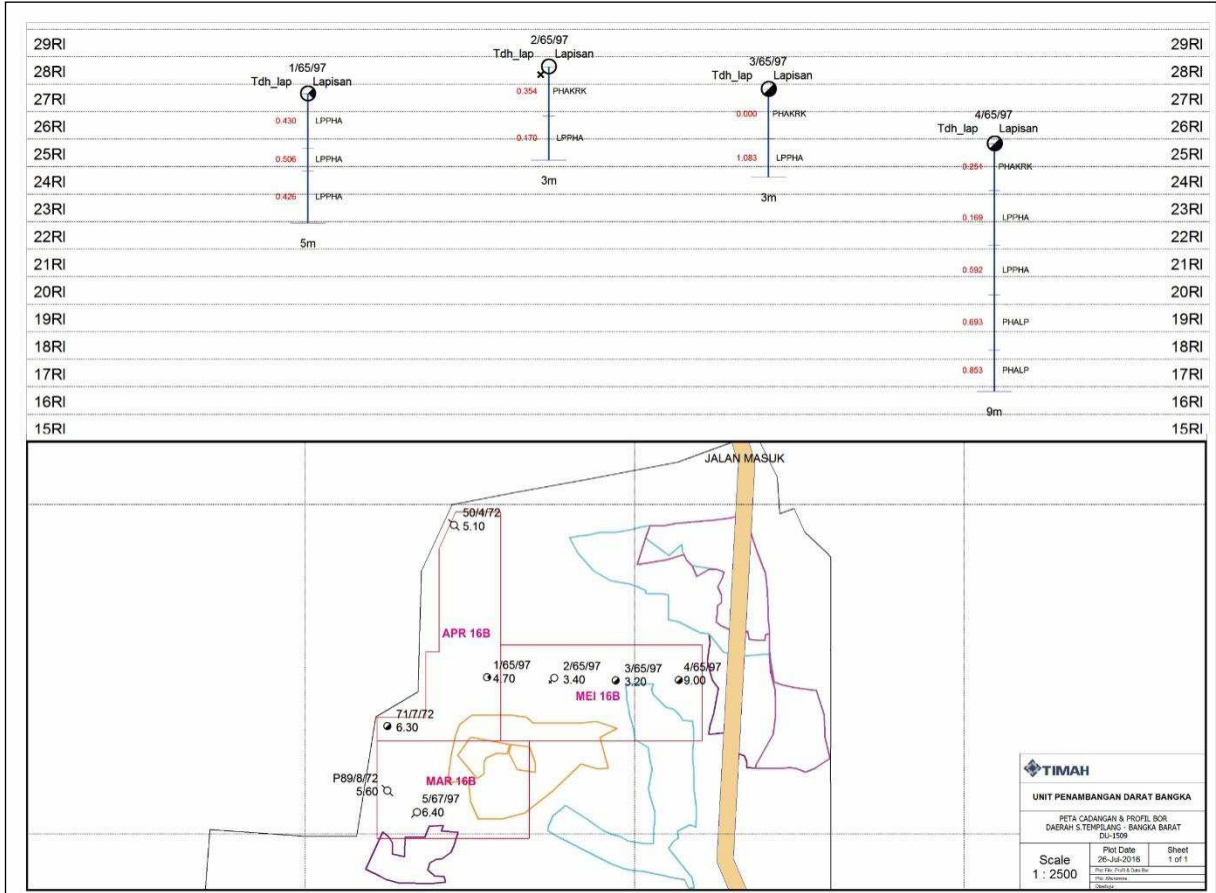 29RI
28RI
27RI
26RI
25RI
24RI
23RI
22RI
21RI
20RI
19RI
18RI
17RI
16RI
15RI
1/65/97
Tdh_lap Lapisan
0.430 LPPHA
0.506 LPPHA
0.426 LPPHA
5m
2/65/97
Tdh_lap Lapisan
0.354 PHAKRK
0.170 LPPHA
3m
3/65/97
Tdh_lap Lapisan
0.000 PHAKRK
1.083 LPPHA
3m
4/65/97
Tdh_lap Lapisan
0.251 PHAKRK
0.169 LPPHA
0.592 LPPHA
0.693 PHALP
0.853 PHALP
9m
29RI
28RI
27RI
26RI
25RI
24RI
23RI
22RI
21RI
20RI
19RI
18RI
17RI
16RI
15RI
JALAN MASUK
50/4/72
5.10
APR 16B
1/65/97
4.70
2/65/97
3.40
3/65/97
3.20
4/65/97
9.00
MEI 16B
71/7/72
6.30
P89/8/72
5.60
MAR 16B
5/67/97
6.40
TIMAH
UNIT PENAMBANGAN DARAT BANGKA
PETA CADANGAN & PROFIL BOR
DAERAH S.TEMPILANG - BANGKA BARAT
DU-1509
Scale
1 : 2500
Plot Date
26-Jul-2016
Sheet
1 of 1